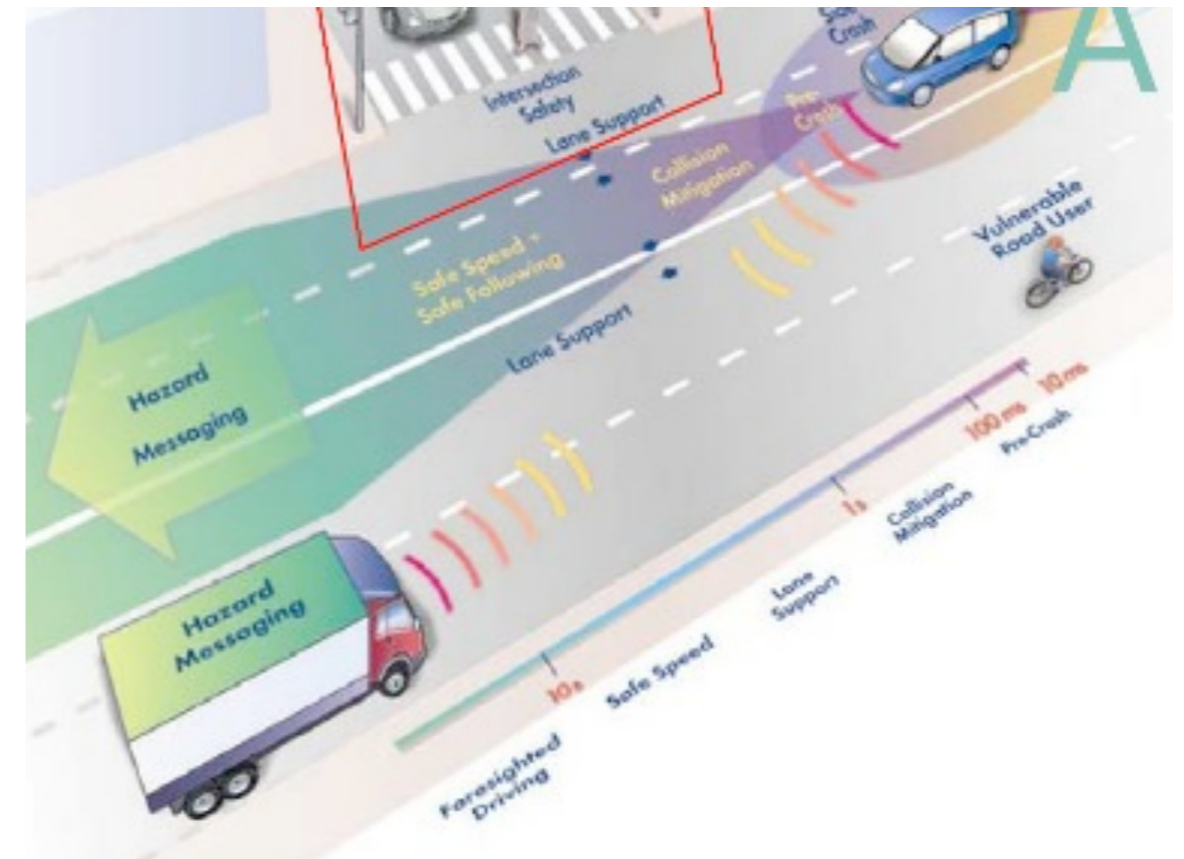 Crash
A
Pre-
Crash
Intersection
Safety
Lane Support
Collision
Mitigation
Vulnerable
Road User
Safe Speed +
Safe Following
Lane Support
Hazard
Messaging
Hazard
Messaging
10 ms
100 ms
Pre-Crash
1s
Collision
Mitigation
Lane
Support
10s
Safe Speed
Foresighted
Driving